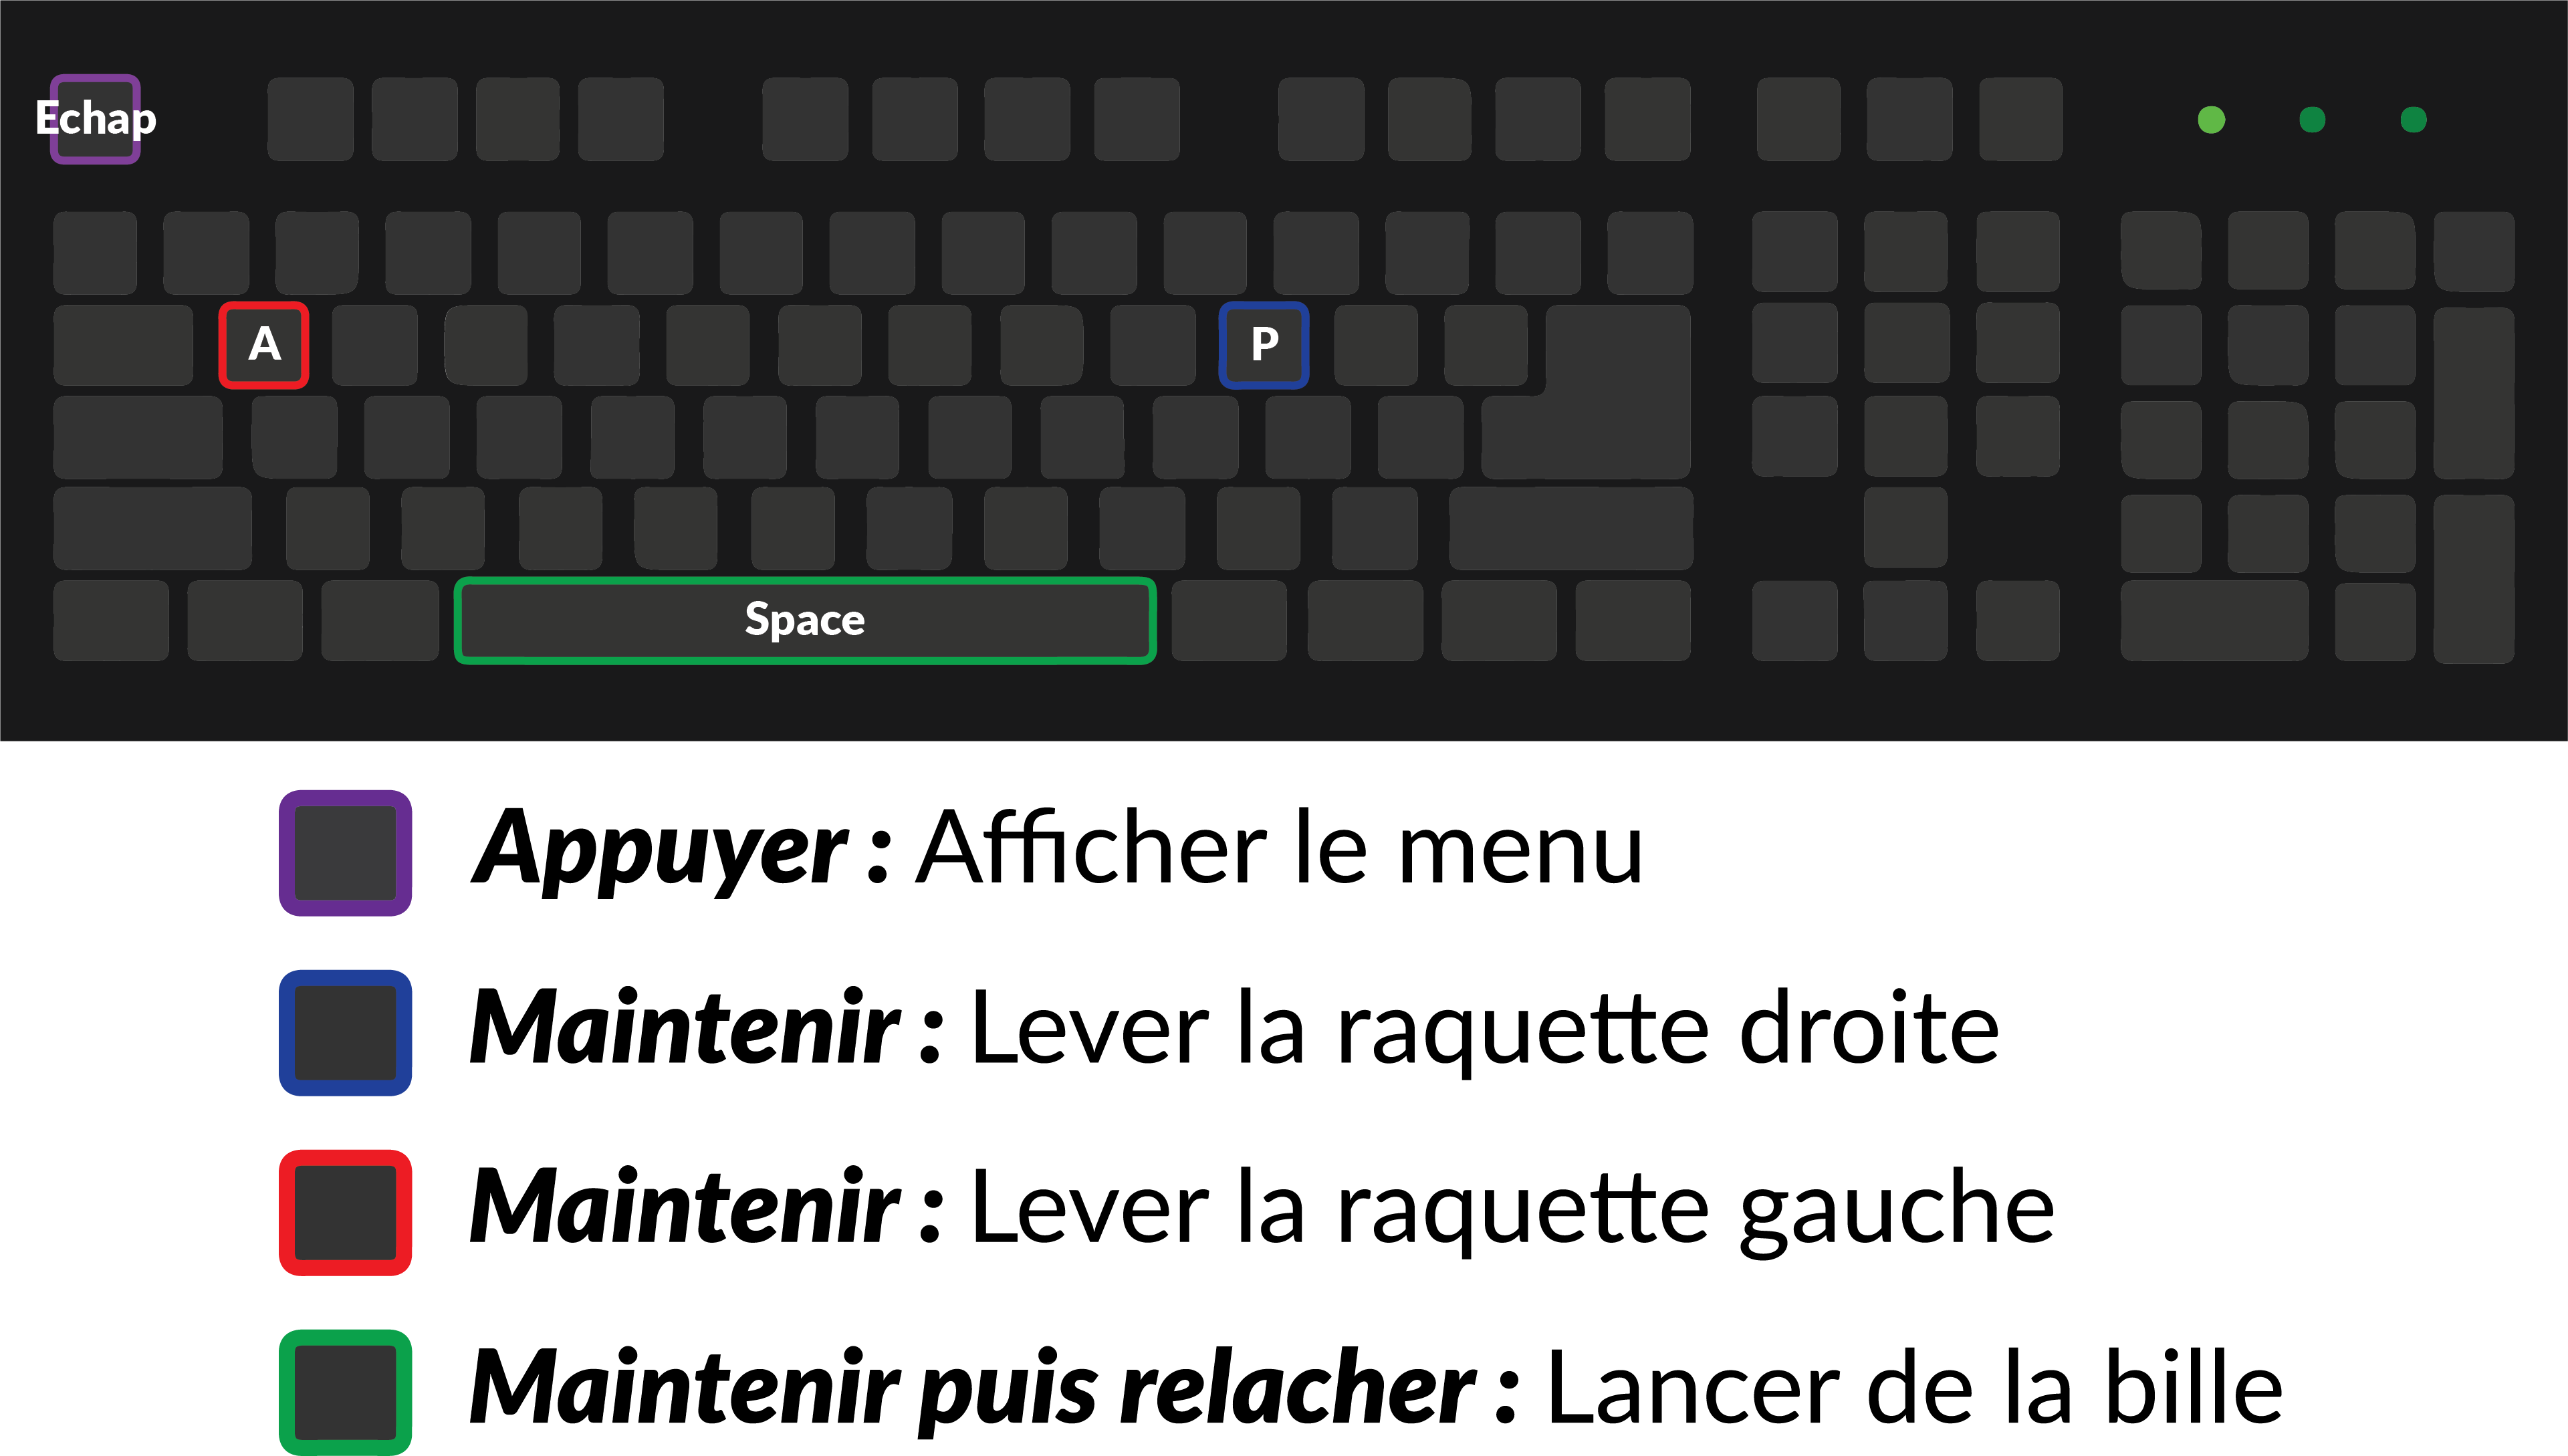 Echap
A
P
Space
Appuyer : Afficher le menu
Maintenir : Lever la raquette droite
Maintenir : Lever la raquette gauche
Maintenir puis relacher : Lancer de la bille